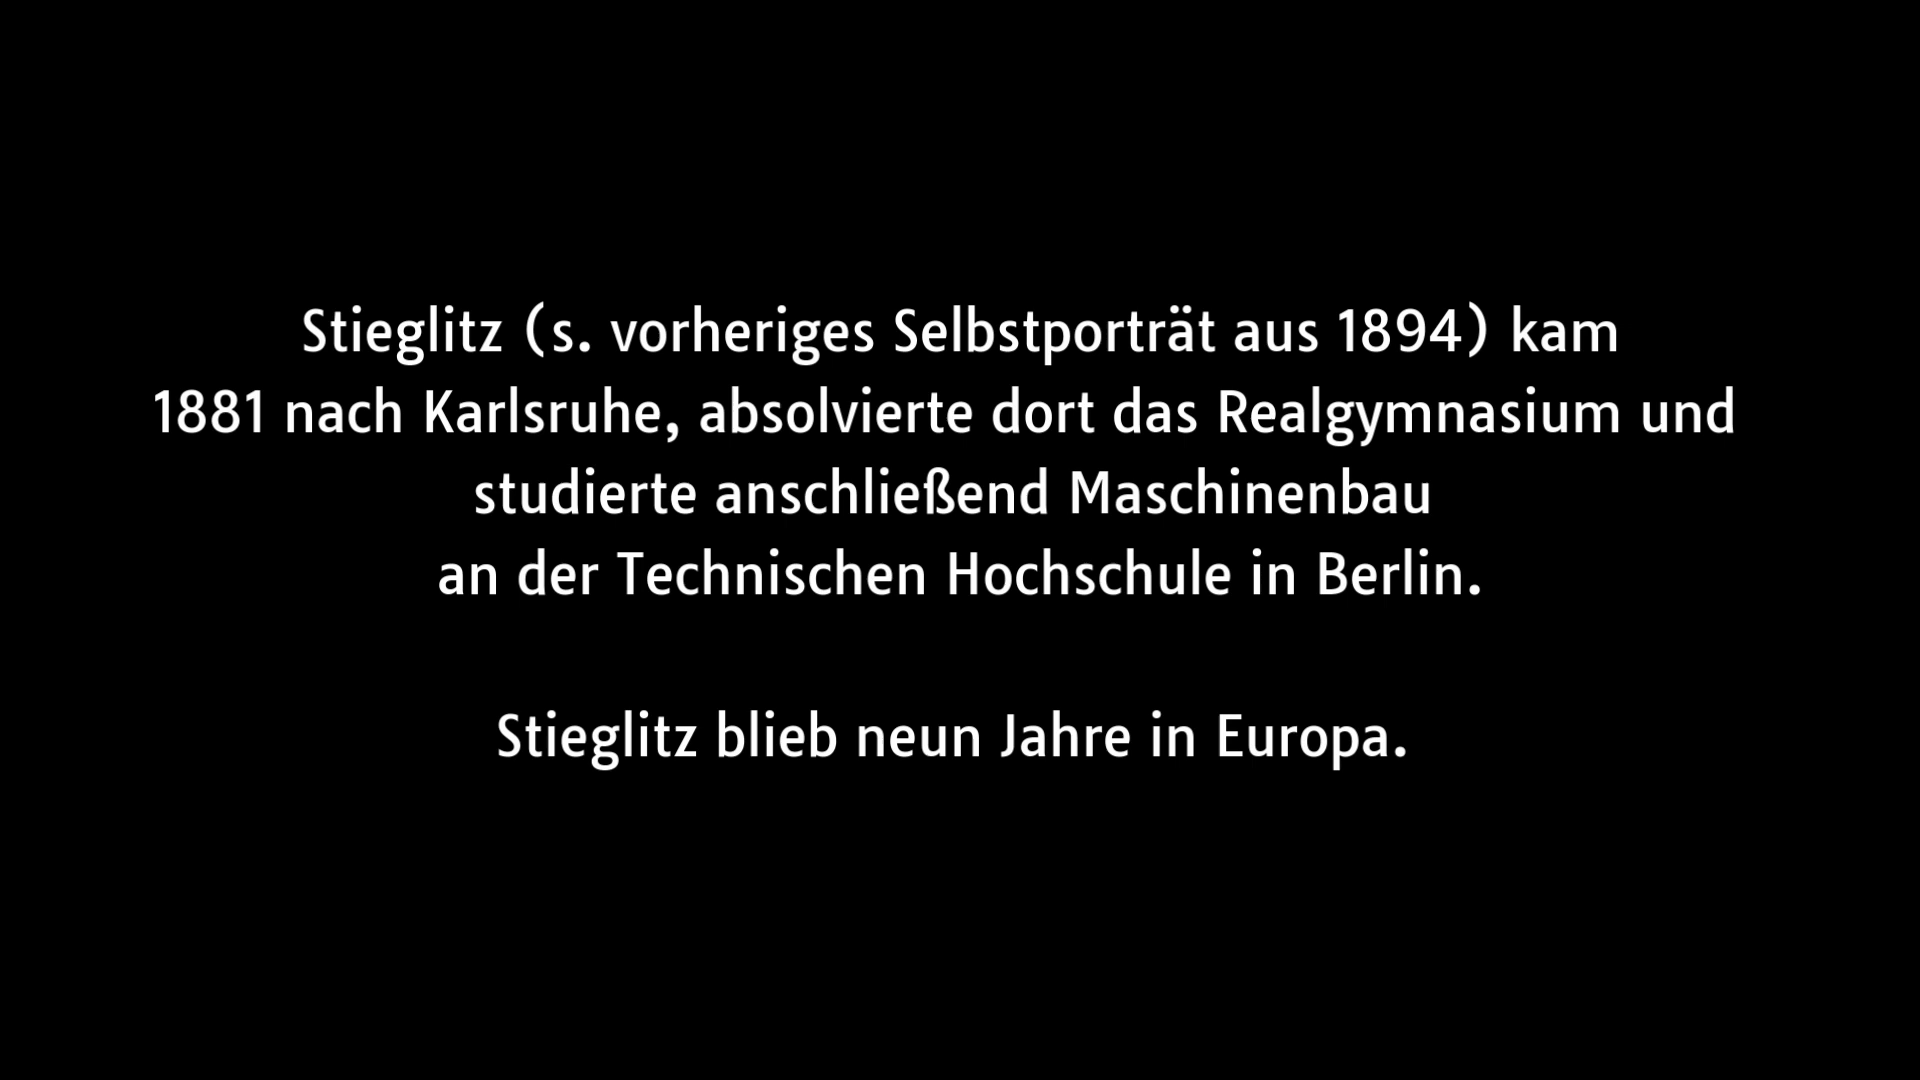 Stieglitz (s. vorheriges Selbstporträt aus 1894) kam
1881 nach Karlsruhe, absolvierte dort das Realgymnasium und
studierte anschließend Maschinenbau
an der Technischen Hochschule in Berlin.
Stieglitz blieb neun Jahre in Europa.